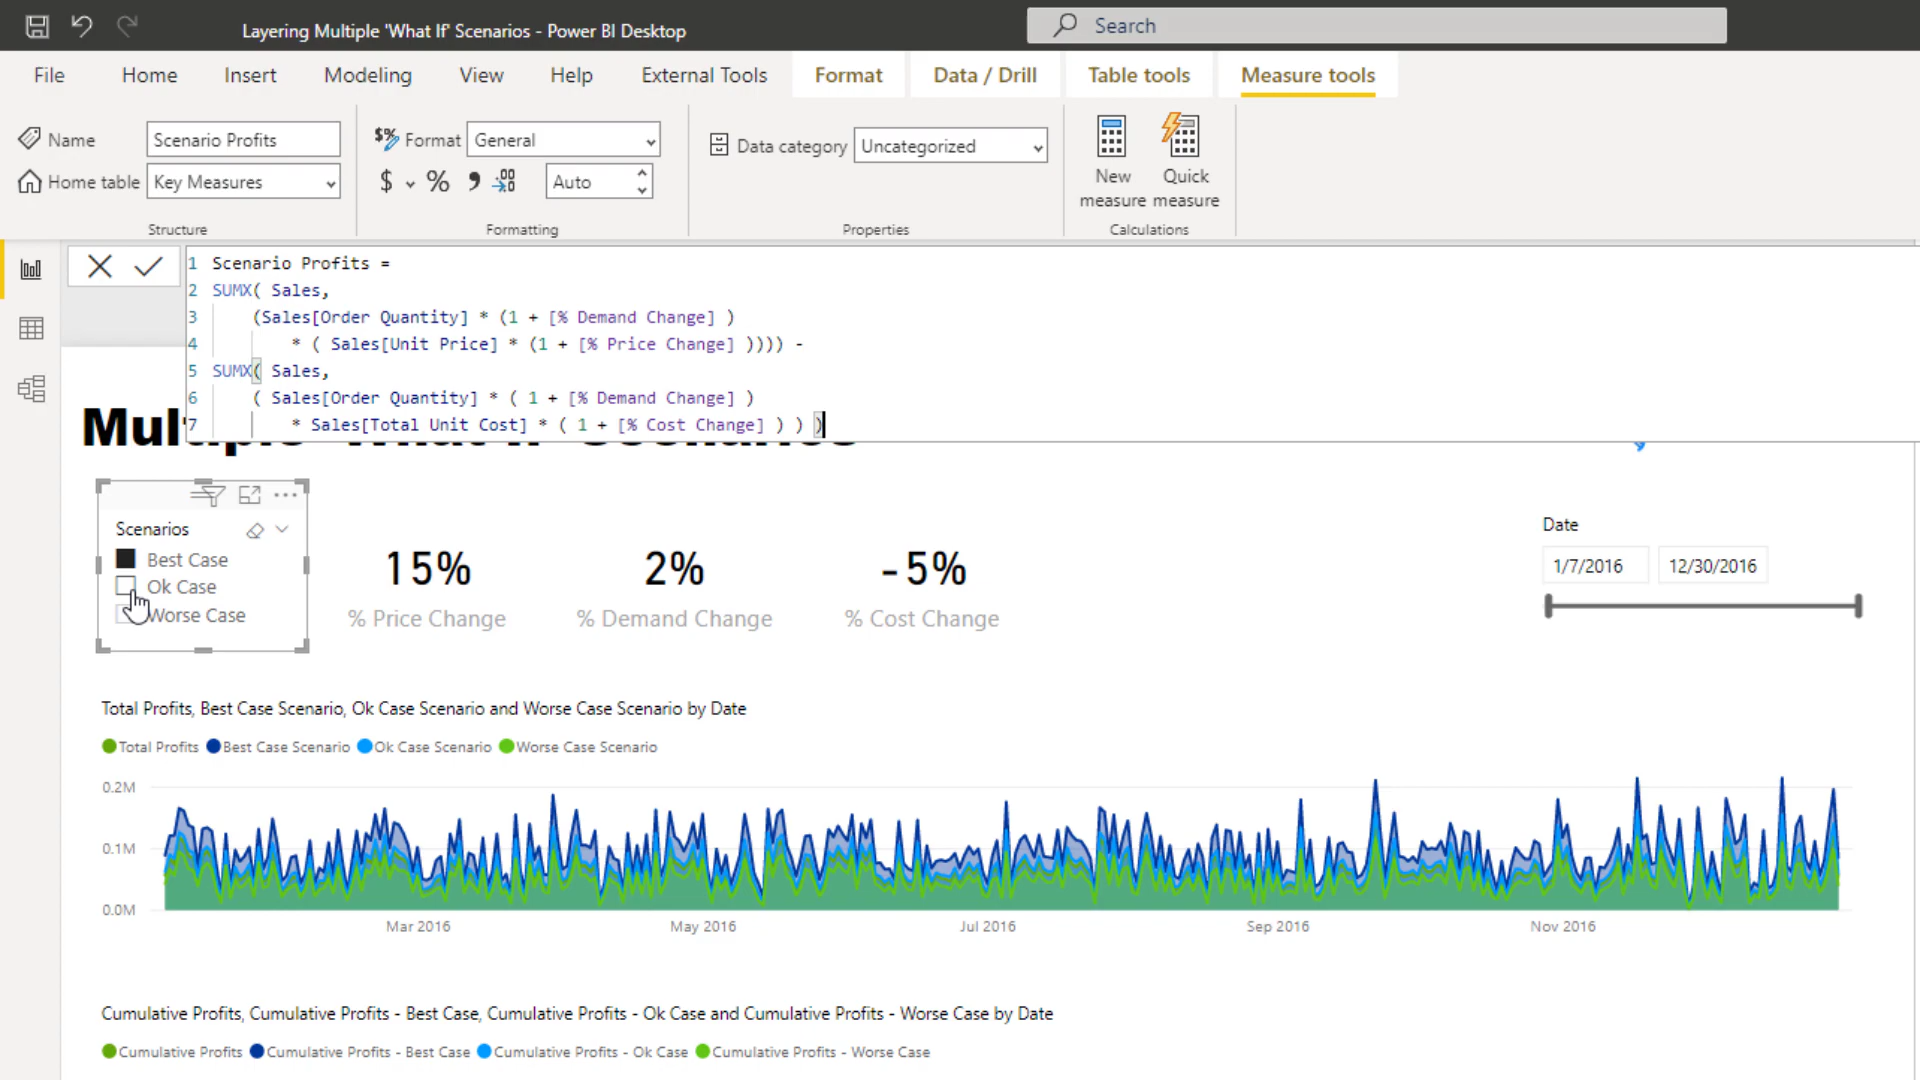 Layering Multiple 'What If' Scenarios - Power BI Desktop
Search
File Home Insert Modeling View Help External Tools Format Data / Drill Table tools Measure tools
Name Scenario Profits
Home table Key Measures
Structure
$% Format General
$ % Auto
Formatting
Data category Uncategorized
Properties
New measure
Quick measure
Calculations
1 Scenario Profits =
2 SUMX( Sales,
3 (Sales[Order Quantity] * (1 + [% Demand Change] )
4 * ( Sales[Unit Price] * (1 + [% Price Change] )))) -
5 SUMX( Sales,
6 ( Sales[Order Quantity] * ( 1 + [% Demand Change] )
7 * Sales[Total Unit Cost] * ( 1 + [% Cost Change] ) ) )
Scenarios
Best Case
Ok Case
Worse Case
15%
% Price Change
2%
% Demand Change
-5%
% Cost Change
Date
1/7/2016 12/30/2016
Total Profits, Best Case Scenario, Ok Case Scenario and Worse Case Scenario by Date
Total Profits Best Case Scenario Ok Case Scenario Worse Case Scenario
0.2M
0.1M
0.0M
Mar 2016 May 2016 Jul 2016 Sep 2016 Nov 2016
Cumulative Profits, Cumulative Profits - Best Case, Cumulative Profits - Ok Case and Cumulative Profits - Worse Case by Date
Cumulative Profits Cumulative Profits - Best Case Cumulative Profits - Ok Case Cumulative Profits - Worse Case